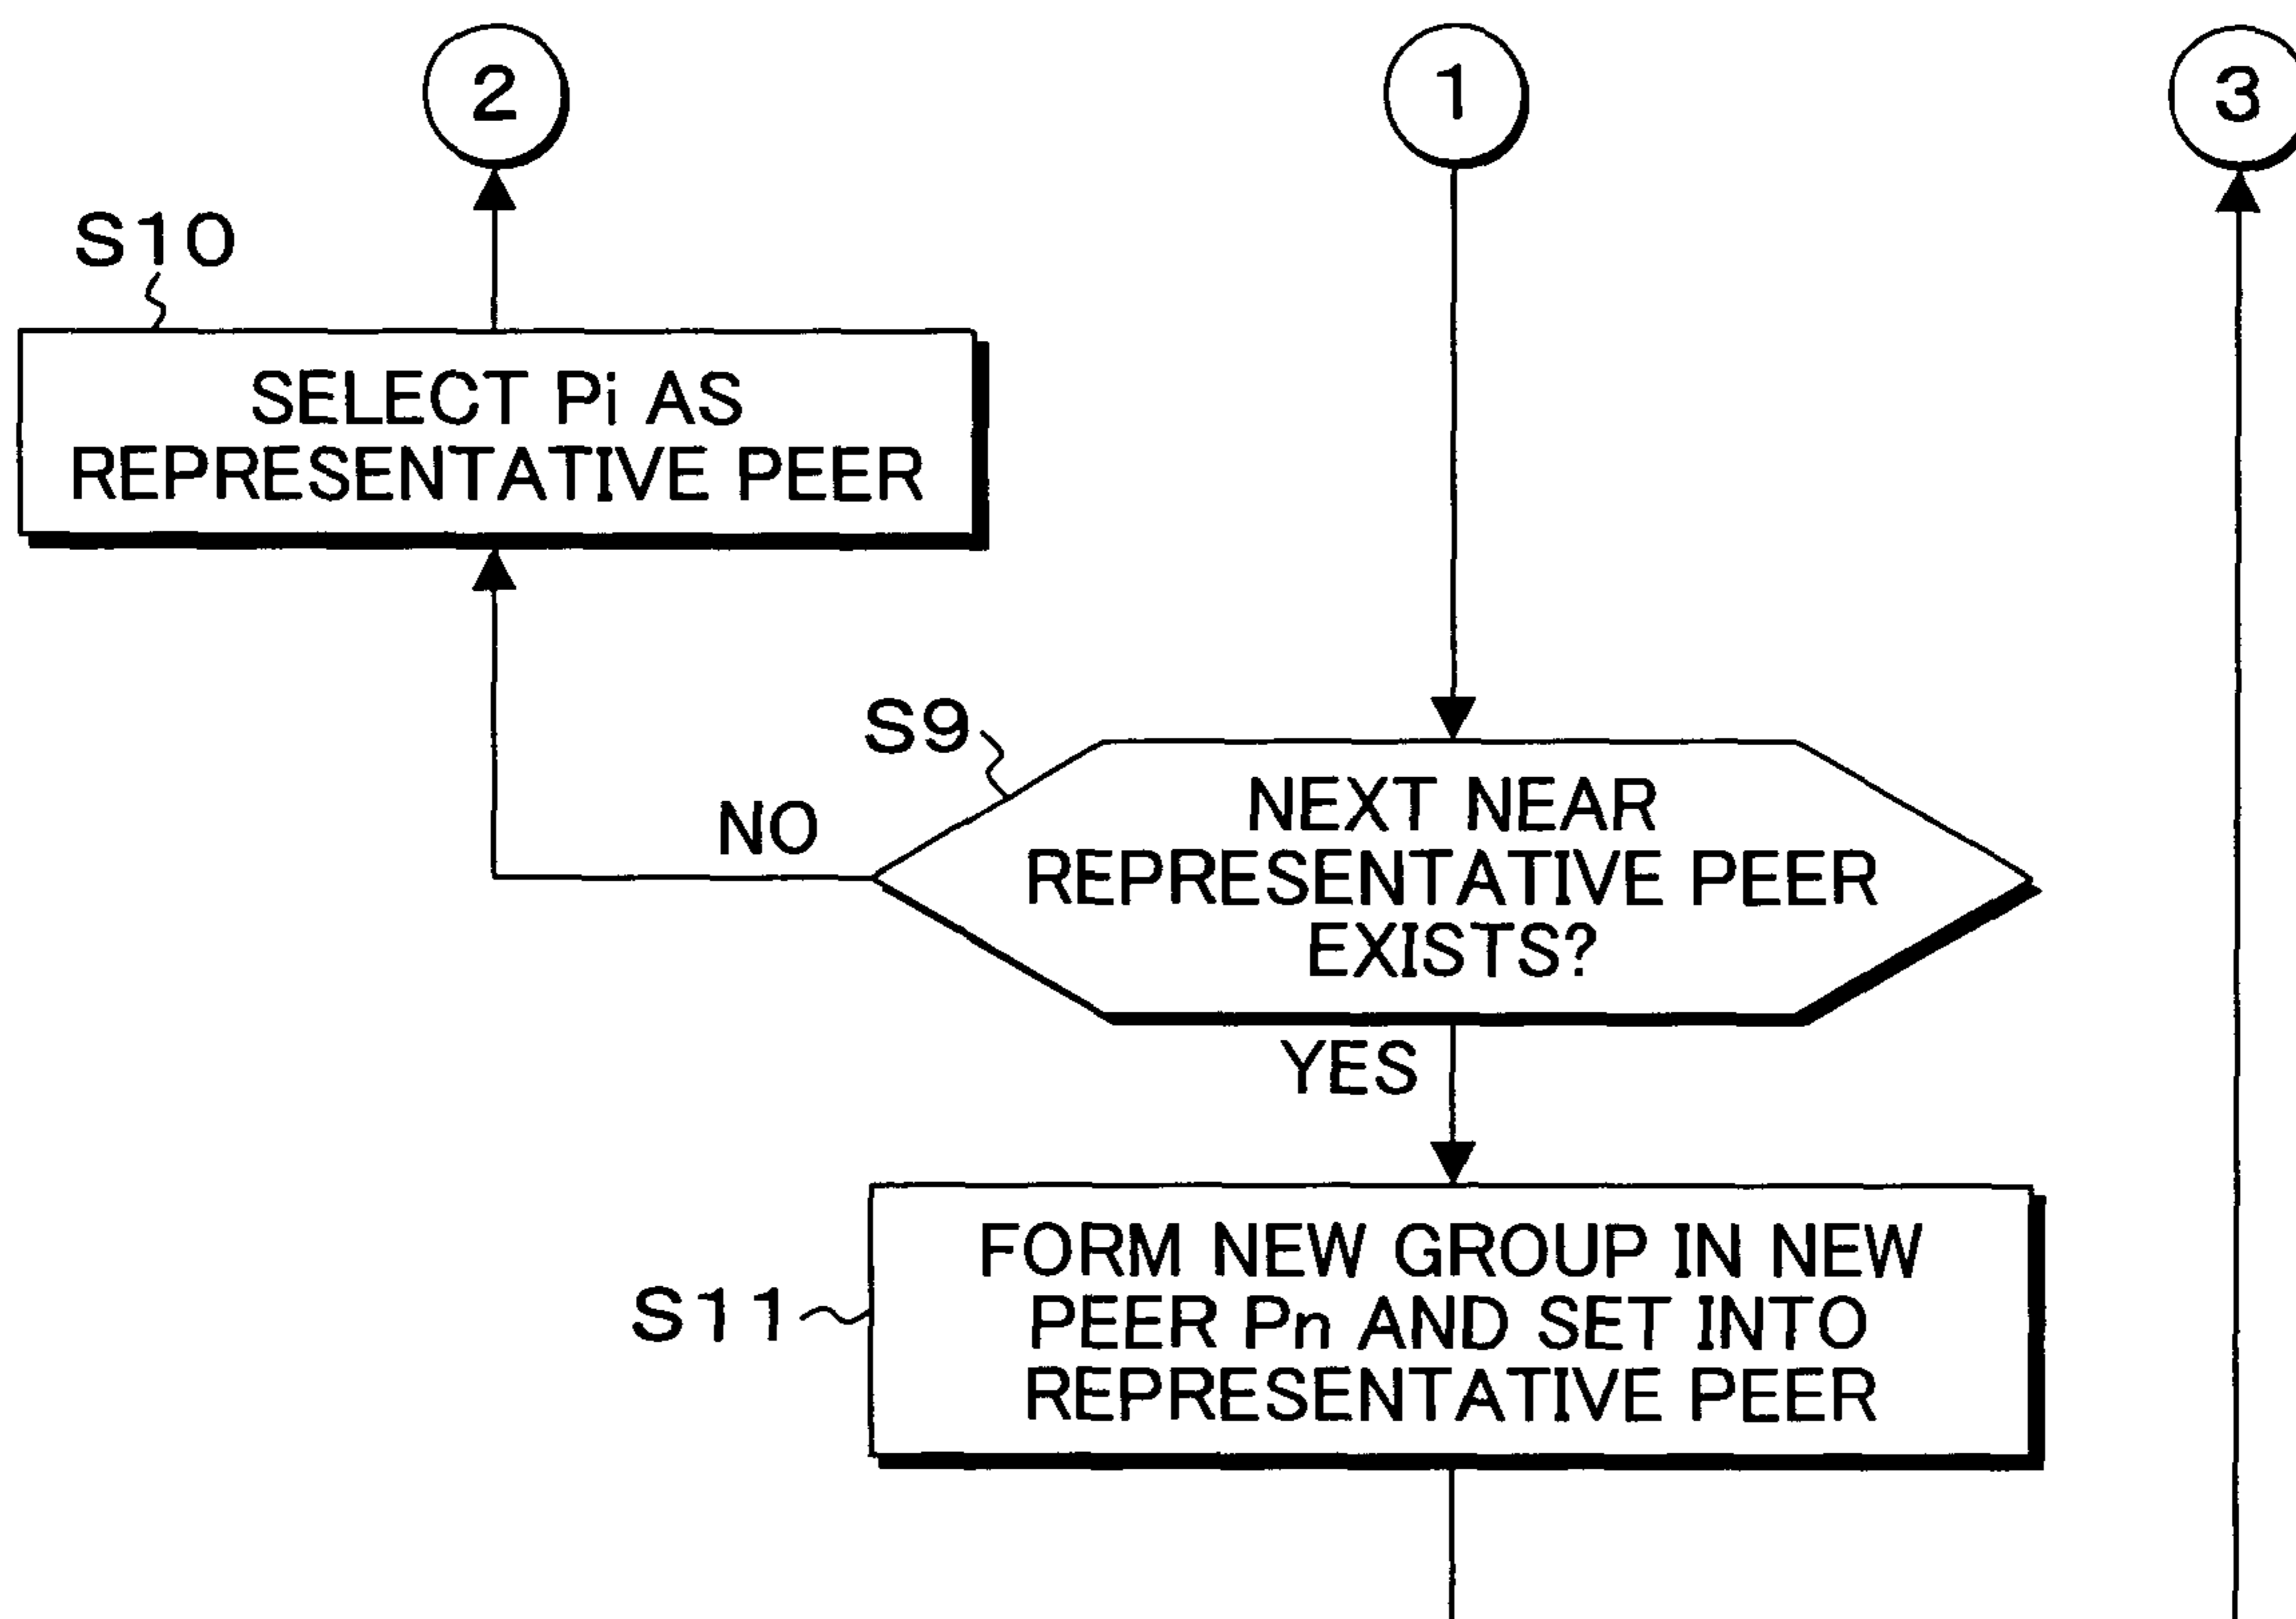 2
1
3
S10
SELECT Pi AS
REPRESENTATIVE PEER
S9
NO
NEXT NEAR
REPRESENTATIVE PEER
EXISTS?
YES
S11
FORM NEW GROUP IN NEW
PEER Pn AND SET INTO
REPRESENTATIVE PEER